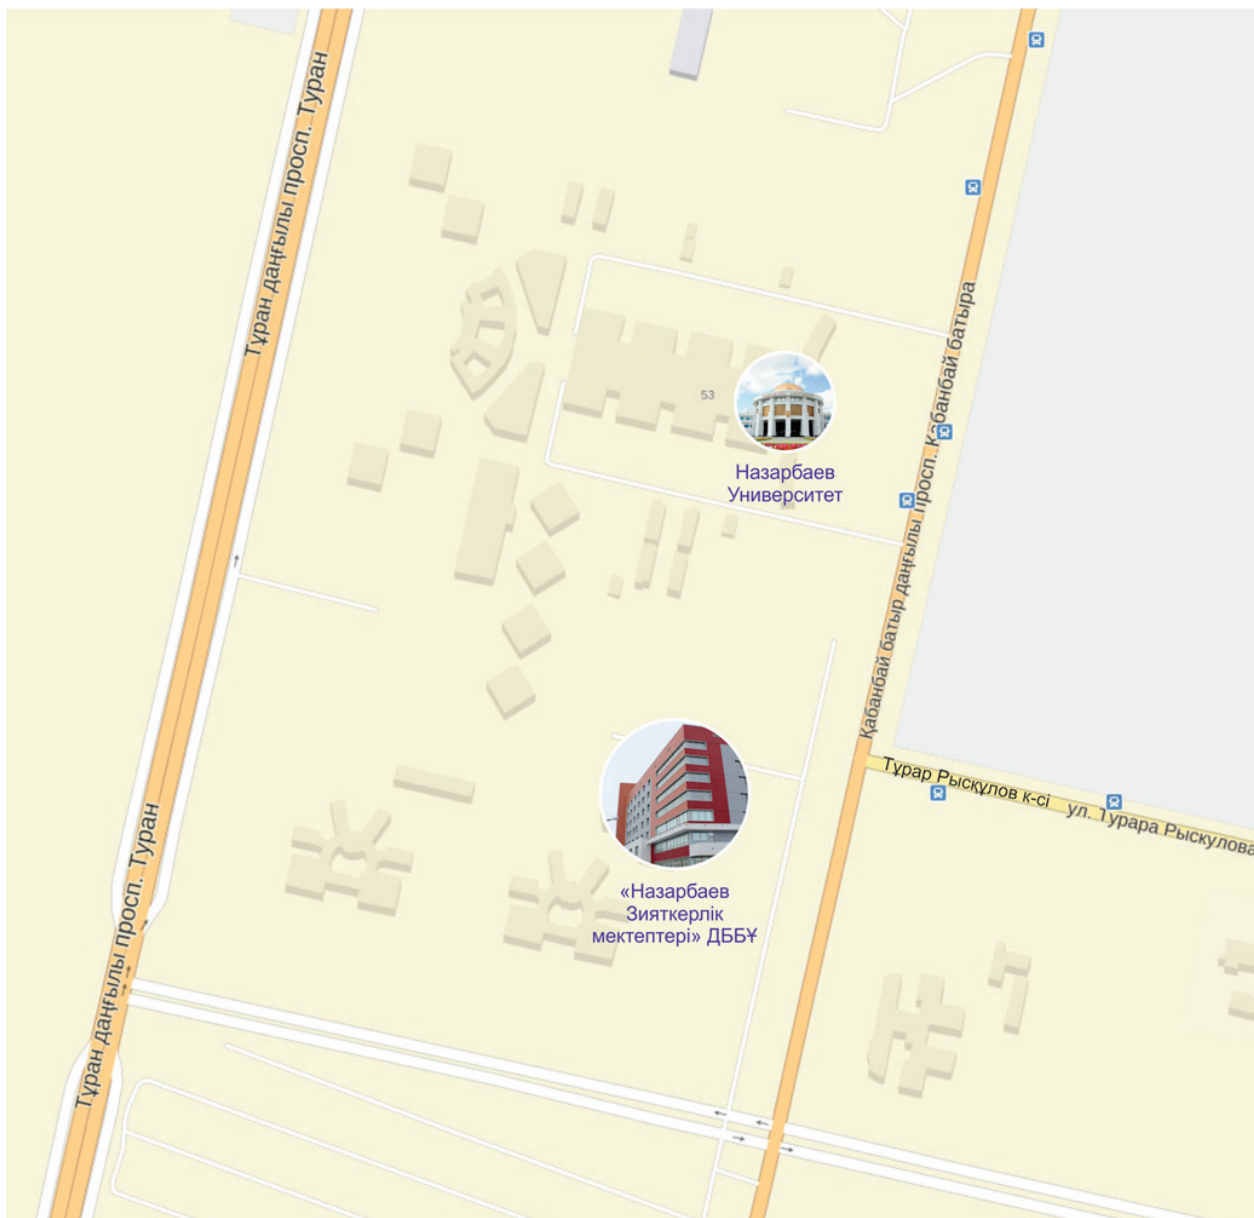 Тұран даңғылы просп. Туран
53
Назарбаев
Университет
Қабанбай батыр даңғылы просп. Кабанбай батыра
Тұрар Рысқұлов к-сі ул. Турара Рыскулова
«Назарбаев
Зияткерлік
мектептері» ДББҰ
Тұран даңғылы просп. Туран